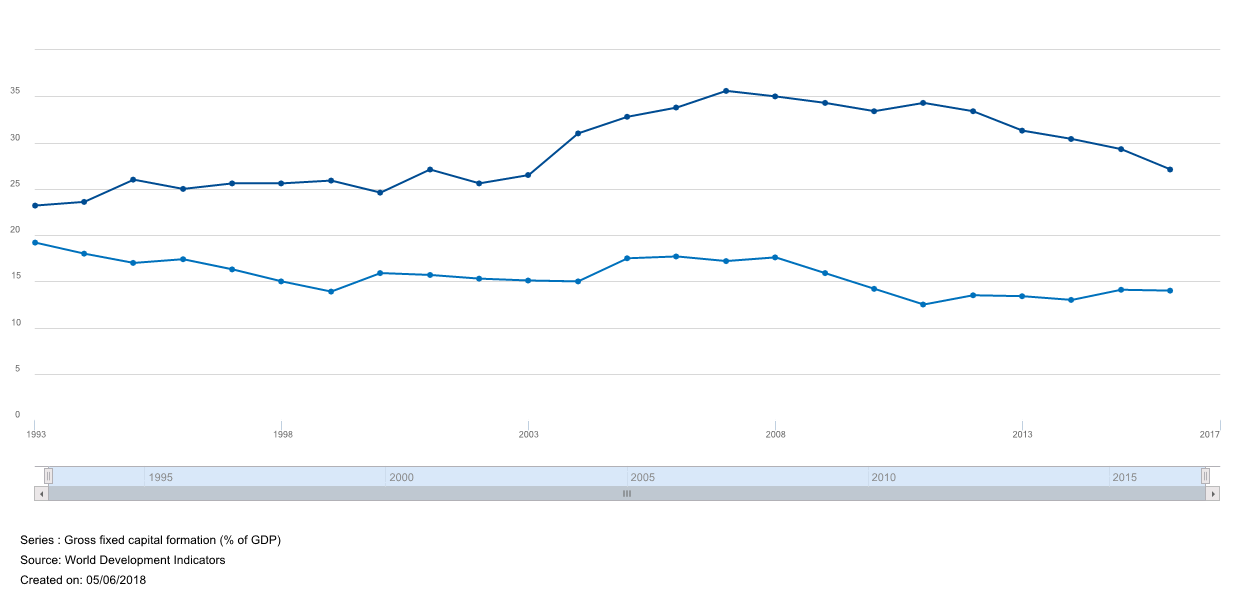 35
30
25
20
15
10
5
0
1993 1998 2003 2008 2013 2017
1995 2000 2005 2010 2015
Series : Gross fixed capital formation (% of GDP)
Source: World Development Indicators
Created on: 05/06/2018